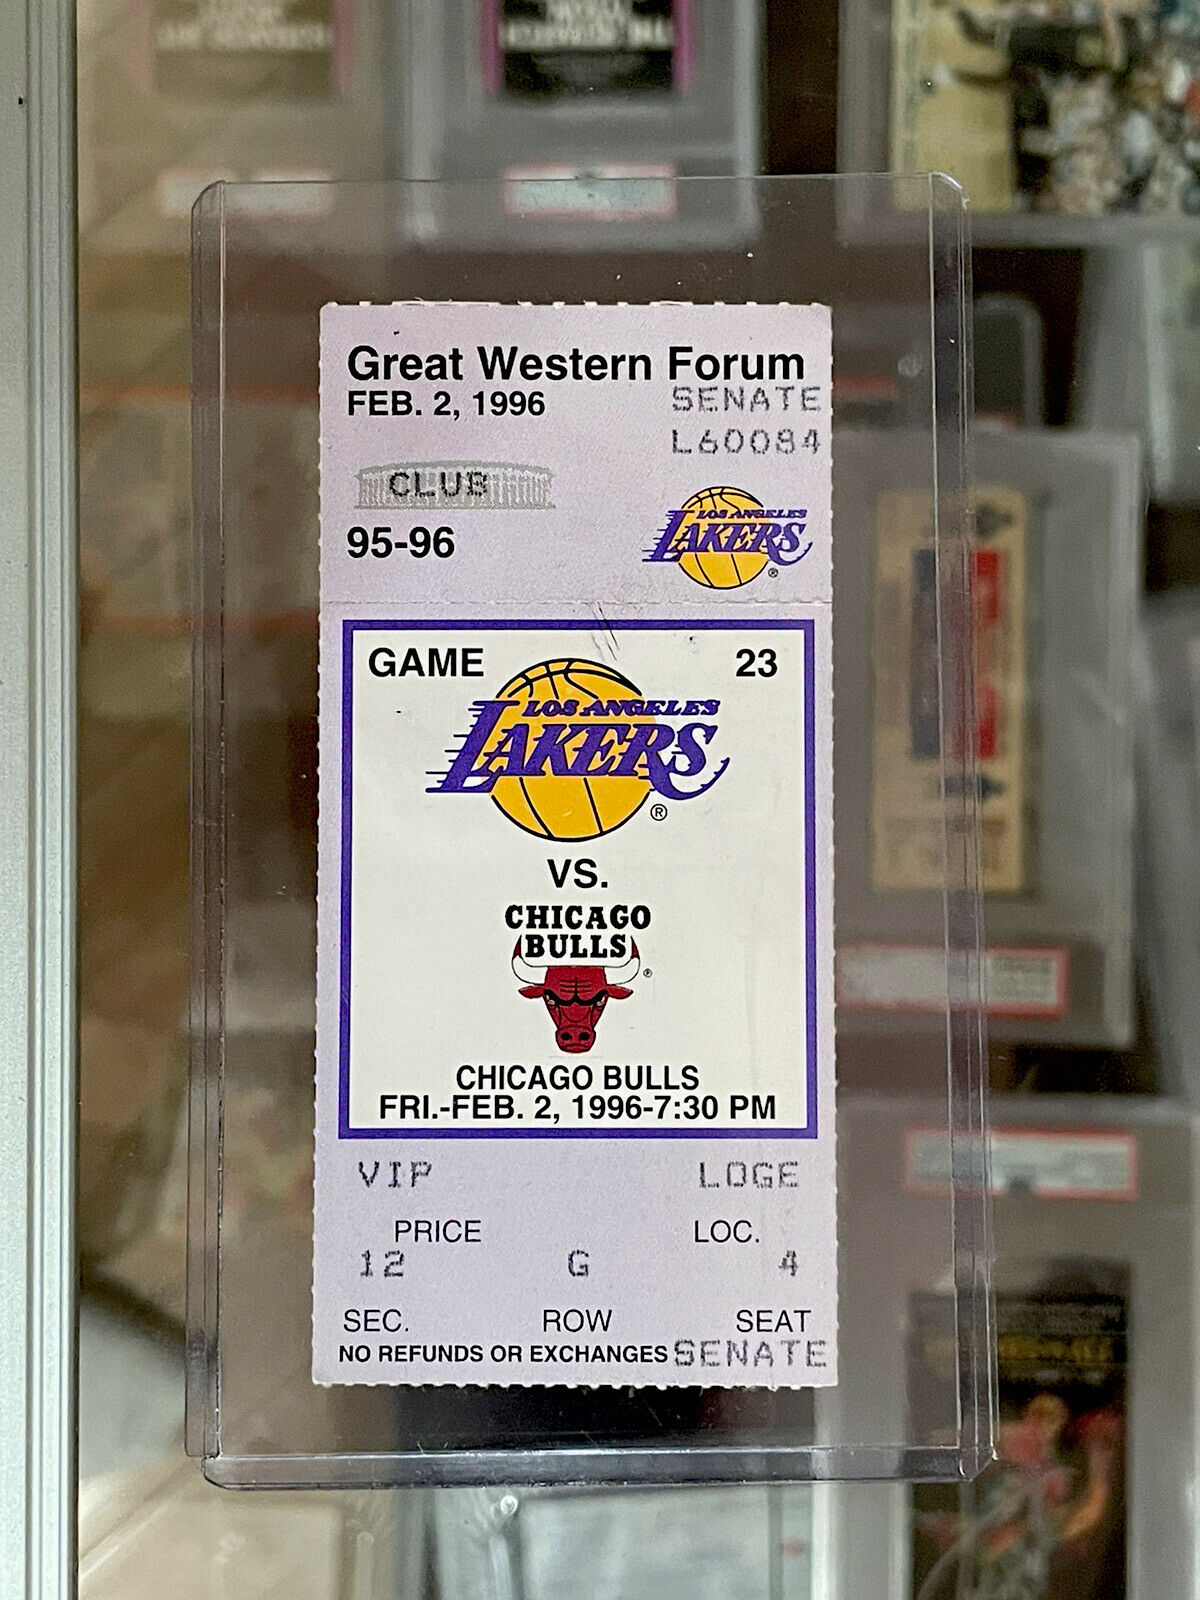 Great Western Forum
FEB. 2, 1996 SENATE
L60084
CLUB
95-96
LOS ANGELES
LAKERS
®
GAME 23
LOS ANGELES
LAKERS
®
VS.
CHICAGO
BULLS
®
CHICAGO BULLS
FRI.-FEB. 2, 1996-7:30 PM
VIP LOGE
PRICE LOC.
12 G 4
SEC. ROW SEAT
NO REFUNDS OR EXCHANGES SENATE